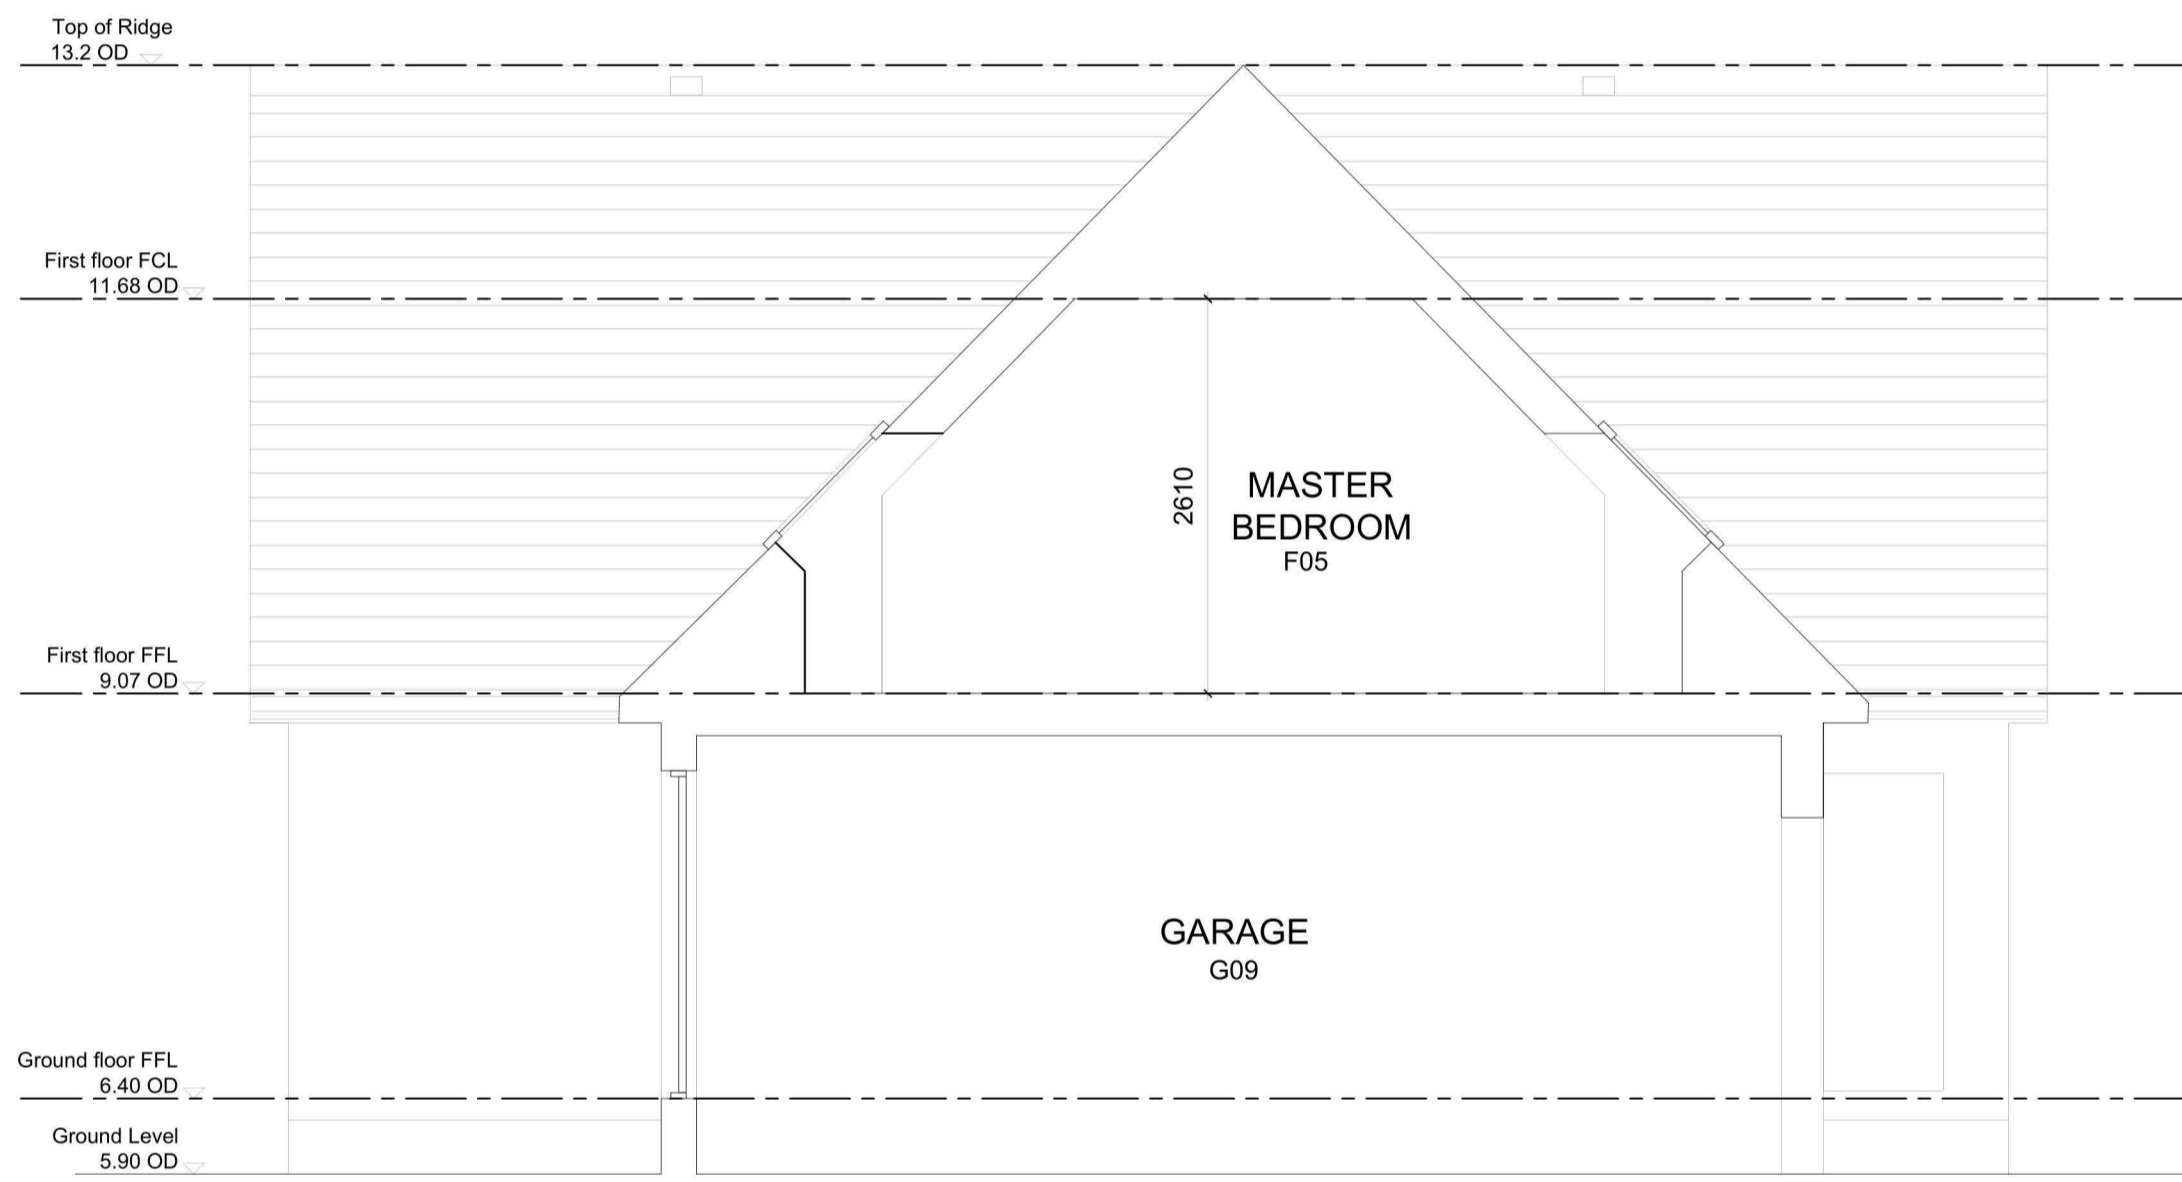 Top of Ridge
13.2 OD
First floor FCL
11.68 OD
2610
MASTER
BEDROOM
F05
First floor FFL
9.07 OD
GARAGE
G09
Ground floor FFL
6.40 OD
Ground Level
5.90 OD